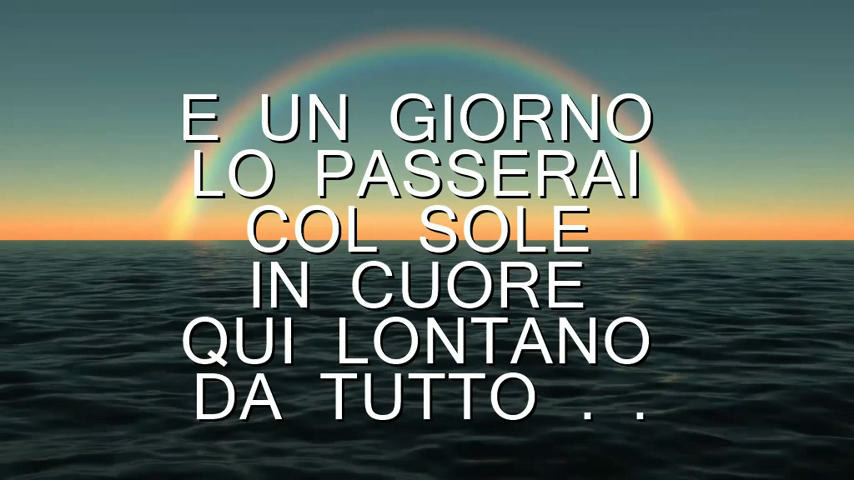 E UN GIORNO
LO PASSERAI
COL SOLE
IN CUORE
QUI LONTANO
DA TUTTO . .